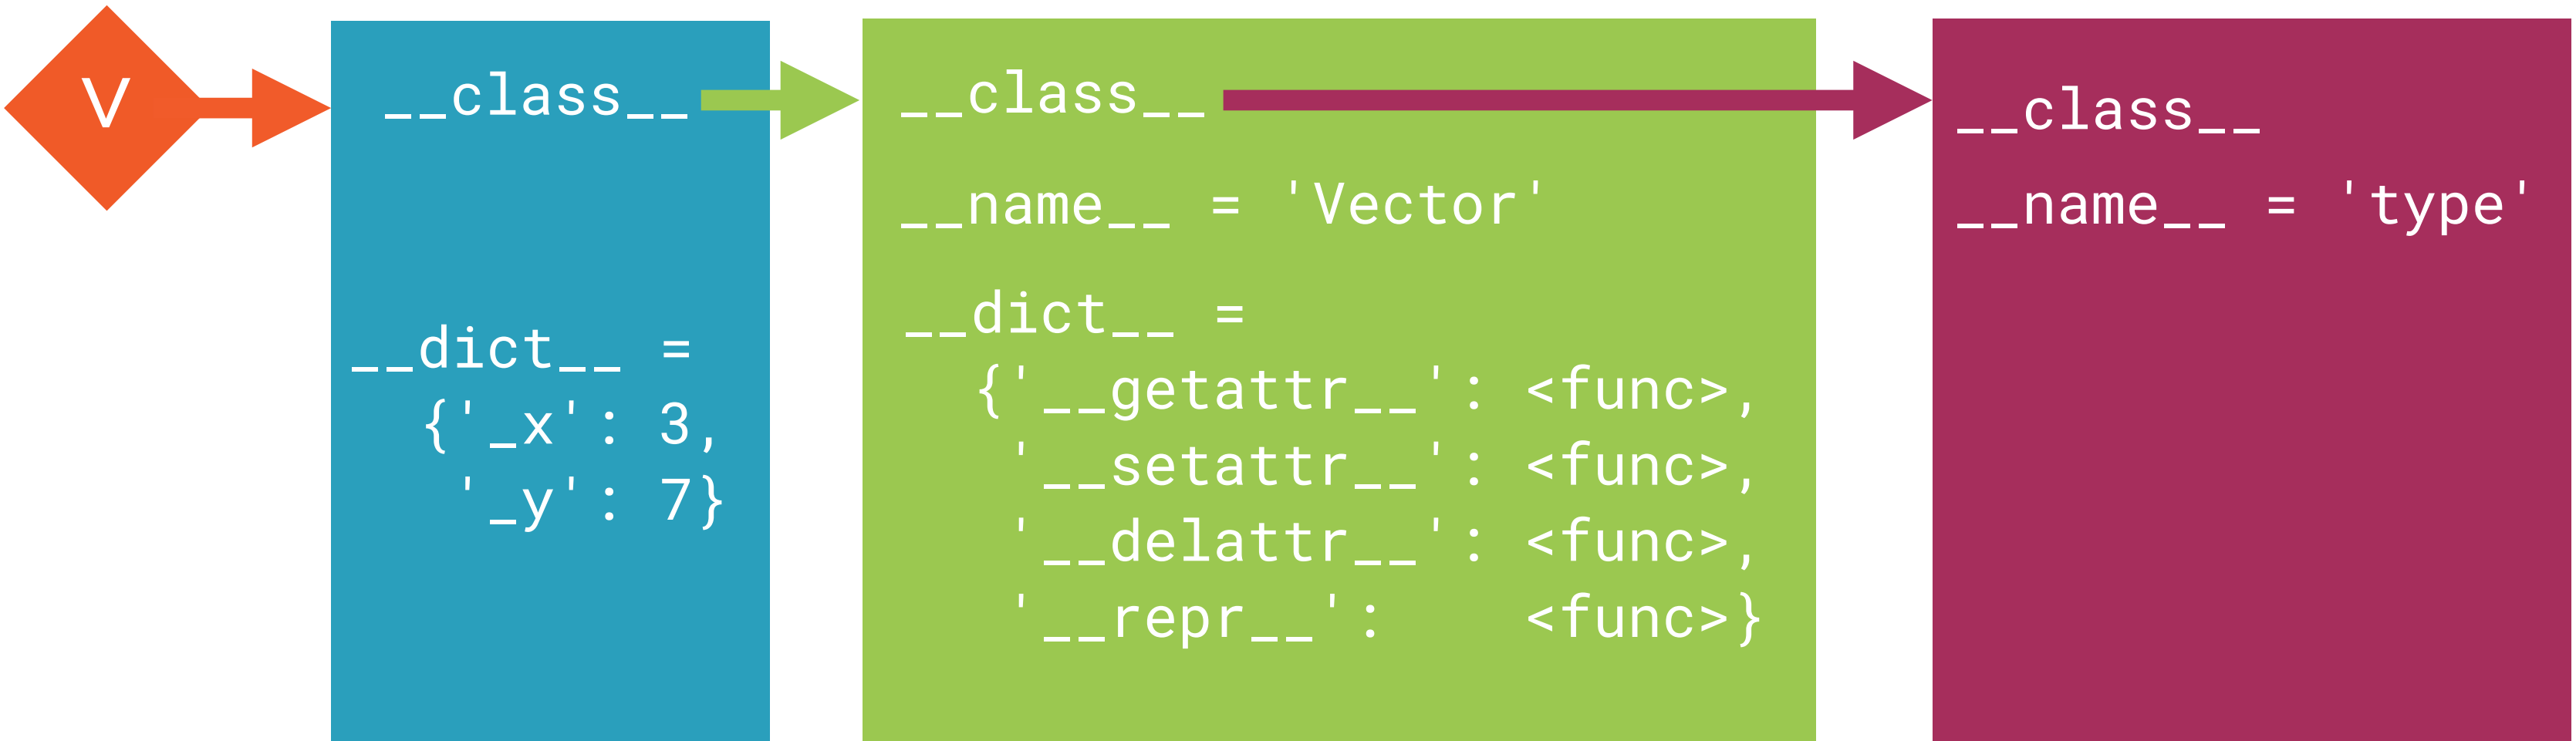 v
__class__
__dict__ =
{'_x': 3,
'_y': 7}
__class__
__name__ = 'Vector'
__dict__ =
{'__getattr__': <func>,
'__setattr__': <func>,
'__delattr__': <func>,
'__repr__':   <func>}
__class__
__name__ = 'type'